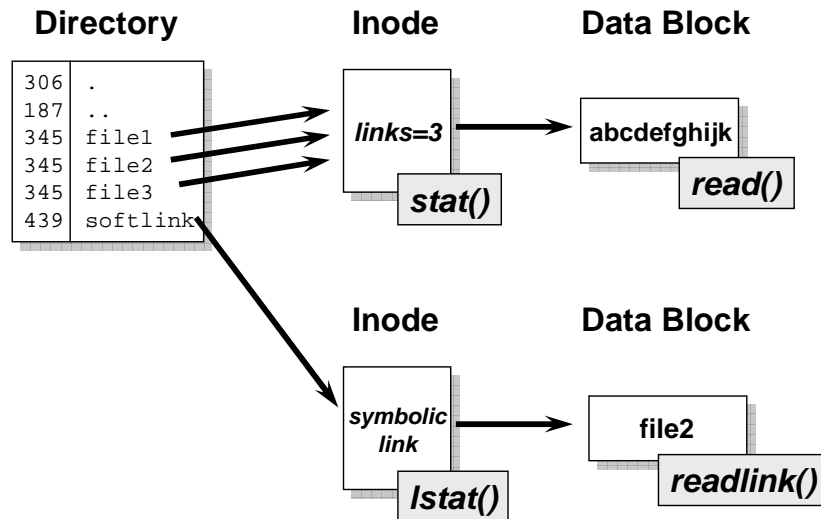 Directory
Inode
Data Block
306 .
187 ..
345 file1
345 file2
345 file3
439 softlink
links=3
stat()
abcdefghijk
read()
Inode
Data Block
symbolic
link
lstat()
file2
readlink()